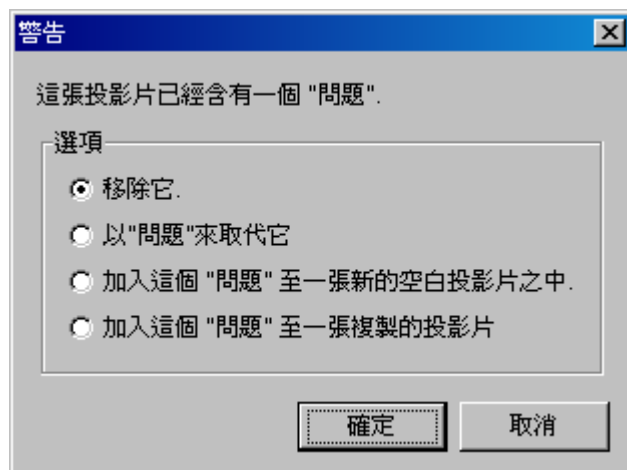 警告
這張投影片已經含有一個 "問題".
選項
移除它.
以"問題"來取代它
加入這個 "問題" 至一張新的空白投影片之中.
加入這個 "問題" 至一張複製的投影片
確定
取消